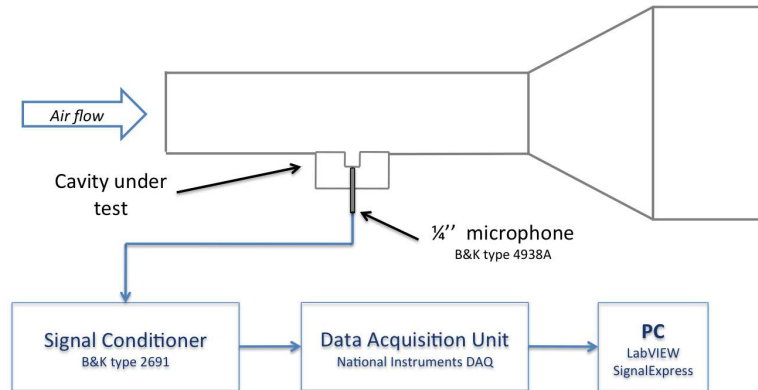 Air flow
Cavity under
test
¼’’ microphone
B&K type 4938A
Signal Conditioner
B&K type 2691
Data Acquisition Unit
National Instruments DAQ
PC
LabVIEW
SignalExpress